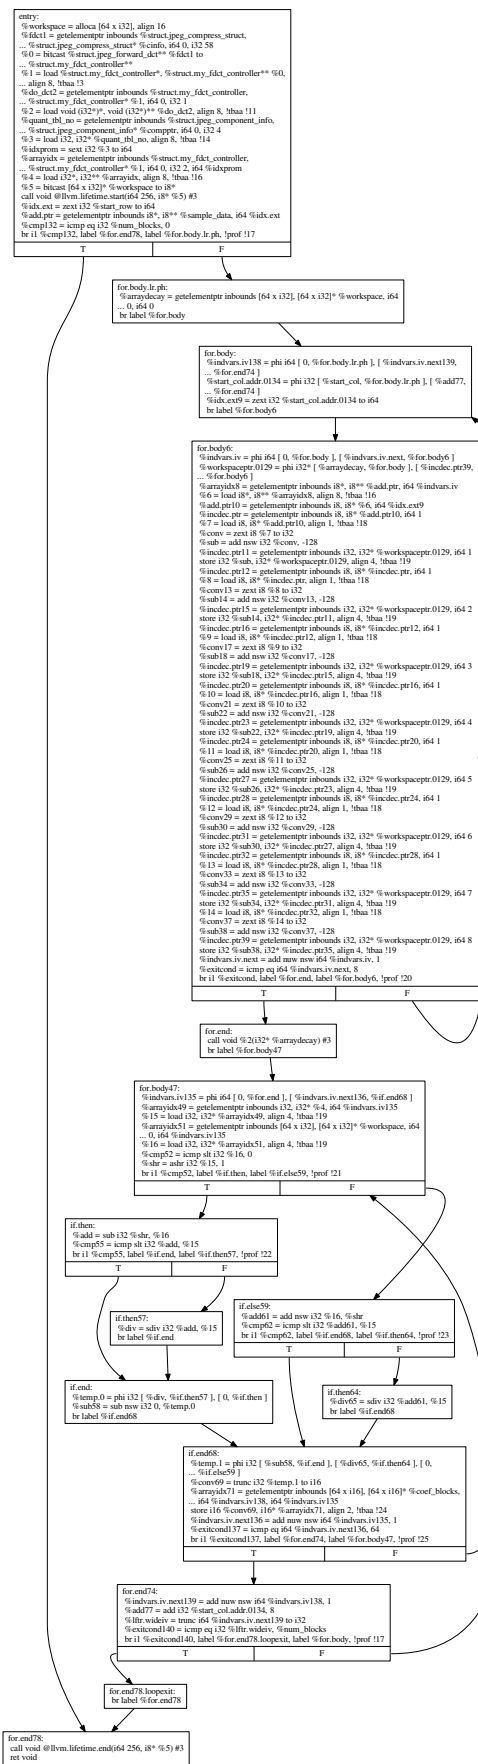 entry:
%workspace = alloca [64 x i32], align 16
%fdct1 = getelementptr inbounds %struct.jpeg_compress_struct,
... %struct.jpeg_compress_struct* %cinfo, i64 0, i32 58
%0 = bitcast %struct.jpeg_forward_dct** %fdct1 to
... %struct.my_fdct_controller**
%1 = load %struct.my_fdct_controller*, %struct.my_fdct_controller** %0,
... align 8, !tbaa !3
%do_dct2 = getelementptr inbounds %struct.my_fdct_controller,
... %struct.my_fdct_controller* %1, i64 0, i32 1
%2 = load void (i32*)*, void (i32*)** %do_dct2, align 8, !tbaa !11
%quant_tbl_no = getelementptr inbounds %struct.jpeg_component_info,
... %struct.jpeg_component_info* %compptr, i64 0, i32 4
%3 = load i32, i32* %quant_tbl_no, align 8, !tbaa !14
%idxprom = sext i32 %3 to i64
%arrayidx = getelementptr inbounds %struct.my_fdct_controller,
... %struct.my_fdct_controller* %1, i64 0, i32 2, i64 %idxprom
%4 = load i32*, i32** %arrayidx, align 8, !tbaa !16
%5 = bitcast [64 x i32]* %workspace to i8*
call void @llvm.lifetime.start(i64 256, i8* %5) #3
%idx.ext = zext i32 %start_row to i64
%add.ptr = getelementptr inbounds i8*, i8** %sample_data, i64 %idx.ext
%cmp132 = icmp eq i32 %num_blocks, 0
br i1 %cmp132, label %for.end78, label %for.body.lr.ph, !prof !17
T F
for.body.lr.ph:
%arraydecay = getelementptr inbounds [64 x i32], [64 x i32]* %workspace, i64
... 0, i64 0
br label %for.body
for.body:
%indvars.iv138 = phi i64 [ 0, %for.body.lr.ph ], [ %indvars.iv.next139,
... %for.end74 ]
%start_col.addr.0134 = phi i32 [ %start_col, %for.body.lr.ph ], [ %add77,
... %for.end74 ]
%idx.ext9 = zext i32 %start_col.addr.0134 to i64
br label %for.body6
for.body6:
%indvars.iv = phi i64 [ 0, %for.body ], [ %indvars.iv.next, %for.body6 ]
%workspaceptr.0129 = phi i32* [ %arraydecay, %for.body ], [ %incdec.ptr39,
... %for.body6 ]
%arrayidx8 = getelementptr inbounds i8*, i8** %add.ptr, i64 %indvars.iv
%6 = load i8*, i8** %arrayidx8, align 8, !tbaa !16
%add.ptr10 = getelementptr inbounds i8, i8* %6, i64 %idx.ext9
%incdec.ptr = getelementptr inbounds i8, i8* %add.ptr10, i64 1
%7 = load i8, i8* %add.ptr10, align 1, !tbaa !18
%conv = zext i8 %7 to i32
%sub = add nsw i32 %conv, -128
%incdec.ptr11 = getelementptr inbounds i32, i32* %workspaceptr.0129, i64 1
store i32 %sub, i32* %workspaceptr.0129, align 4, !tbaa !19
%incdec.ptr12 = getelementptr inbounds i8, i8* %incdec.ptr, i64 1
%8 = load i8, i8* %incdec.ptr, align 1, !tbaa !18
%conv13 = zext i8 %8 to i32
%sub14 = add nsw i32 %conv13, -128
%incdec.ptr15 = getelementptr inbounds i32, i32* %workspaceptr.0129, i64 2
store i32 %sub14, i32* %incdec.ptr11, align 4, !tbaa !19
%incdec.ptr16 = getelementptr inbounds i8, i8* %incdec.ptr12, i64 1
%9 = load i8, i8* %incdec.ptr12, align 1, !tbaa !18
%conv17 = zext i8 %9 to i32
%sub18 = add nsw i32 %conv17, -128
%incdec.ptr19 = getelementptr inbounds i32, i32* %workspaceptr.0129, i64 3
store i32 %sub18, i32* %incdec.ptr15, align 4, !tbaa !19
%incdec.ptr20 = getelementptr inbounds i8, i8* %incdec.ptr16, i64 1
%10 = load i8, i8* %incdec.ptr16, align 1, !tbaa !18
%conv21 = zext i8 %10 to i32
%sub22 = add nsw i32 %conv21, -128
%incdec.ptr23 = getelementptr inbounds i32, i32* %workspaceptr.0129, i64 4
store i32 %sub22, i32* %incdec.ptr19, align 4, !tbaa !19
%incdec.ptr24 = getelementptr inbounds i8, i8* %incdec.ptr20, i64 1
%11 = load i8, i8* %incdec.ptr20, align 1, !tbaa !18
%conv25 = zext i8 %11 to i32
%sub26 = add nsw i32 %conv25, -128
%incdec.ptr27 = getelementptr inbounds i32, i32* %workspaceptr.0129, i64 5
store i32 %sub26, i32* %incdec.ptr23, align 4, !tbaa !19
%incdec.ptr28 = getelementptr inbounds i8, i8* %incdec.ptr24, i64 1
%12 = load i8, i8* %incdec.ptr24, align 1, !tbaa !18
%conv29 = zext i8 %12 to i32
%sub30 = add nsw i32 %conv29, -128
%incdec.ptr31 = getelementptr inbounds i32, i32* %workspaceptr.0129, i64 6
store i32 %sub30, i32* %incdec.ptr27, align 4, !tbaa !19
%incdec.ptr32 = getelementptr inbounds i8, i8* %incdec.ptr28, i64 1
%13 = load i8, i8* %incdec.ptr28, align 1, !tbaa !18
%conv33 = zext i8 %13 to i32
%sub34 = add nsw i32 %conv33, -128
%incdec.ptr35 = getelementptr inbounds i32, i32* %workspaceptr.0129, i64 7
store i32 %sub34, i32* %incdec.ptr31, align 4, !tbaa !19
%14 = load i8, i8* %incdec.ptr32, align 1, !tbaa !18
%conv37 = zext i8 %14 to i32
%sub38 = add nsw i32 %conv37, -128
%incdec.ptr39 = getelementptr inbounds i32, i32* %workspaceptr.0129, i64 8
store i32 %sub38, i32* %incdec.ptr35, align 4, !tbaa !19
%indvars.iv.next = add nuw nsw i64 %indvars.iv, 1
%exitcond = icmp eq i64 %indvars.iv.next, 8
br i1 %exitcond, label %for.end, label %for.body6, !prof !20
T F
for.end:
call void %2(i32* %arraydecay) #3
br label %for.body47
for.body47:
%indvars.iv135 = phi i64 [ 0, %for.end ], [ %indvars.iv.next136, %if.end68 ]
%arrayidx49 = getelementptr inbounds i32, i32* %4, i64 %indvars.iv135
%15 = load i32, i32* %arrayidx49, align 4, !tbaa !19
%arrayidx51 = getelementptr inbounds [64 x i32], [64 x i32]* %workspace, i64
... 0, i64 %indvars.iv135
%16 = load i32, i32* %arrayidx51, align 4, !tbaa !19
%cmp52 = icmp slt i32 %16, 0
%shr = ashr i32 %15, 1
br i1 %cmp52, label %if.then, label %if.else59, !prof !21
T F
if.then:
%add = sub i32 %shr, %16
%cmp55 = icmp slt i32 %add, %15
br i1 %cmp55, label %if.end, label %if.then57, !prof !22
T F
if.then57:
%div = sdiv i32 %add, %15
br label %if.end
if.else59:
%add61 = add nsw i32 %16, %shr
%cmp62 = icmp slt i32 %add61, %15
br i1 %cmp62, label %if.end68, label %if.then64, !prof !23
T F
if.end:
%temp.0 = phi i32 [ %div, %if.then57 ], [ 0, %if.then ]
%sub58 = sub nsw i32 0, %temp.0
br label %if.end68
if.then64:
%div65 = sdiv i32 %add61, %15
br label %if.end68
if.end68:
%temp.1 = phi i32 [ %sub58, %if.end ], [ %div65, %if.then64 ], [ 0,
... %if.else59 ]
%conv69 = trunc i32 %temp.1 to i16
%arrayidx71 = getelementptr inbounds [64 x i16], [64 x i16]* %coef_blocks,
... i64 %indvars.iv138, i64 %indvars.iv135
store i16 %conv69, i16* %arrayidx71, align 2, !tbaa !24
%indvars.iv.next136 = add nuw nsw i64 %indvars.iv135, 1
%exitcond137 = icmp eq i64 %indvars.iv.next136, 64
br i1 %exitcond137, label %for.end74, label %for.body47, !prof !25
T F
for.end74:
%indvars.iv.next139 = add nuw nsw i64 %indvars.iv138, 1
%add77 = add i32 %start_col.addr.0134, 8
%lftr.wideiv = trunc i64 %indvars.iv.next139 to i32
%exitcond140 = icmp eq i32 %lftr.wideiv, %num_blocks
br i1 %exitcond140, label %for.end78.loopexit, label %for.body, !prof !17
T F
for.end78.loopexit:
br label %for.end78
for.end78:
call void @llvm.lifetime.end(i64 256, i8* %5) #3
ret void